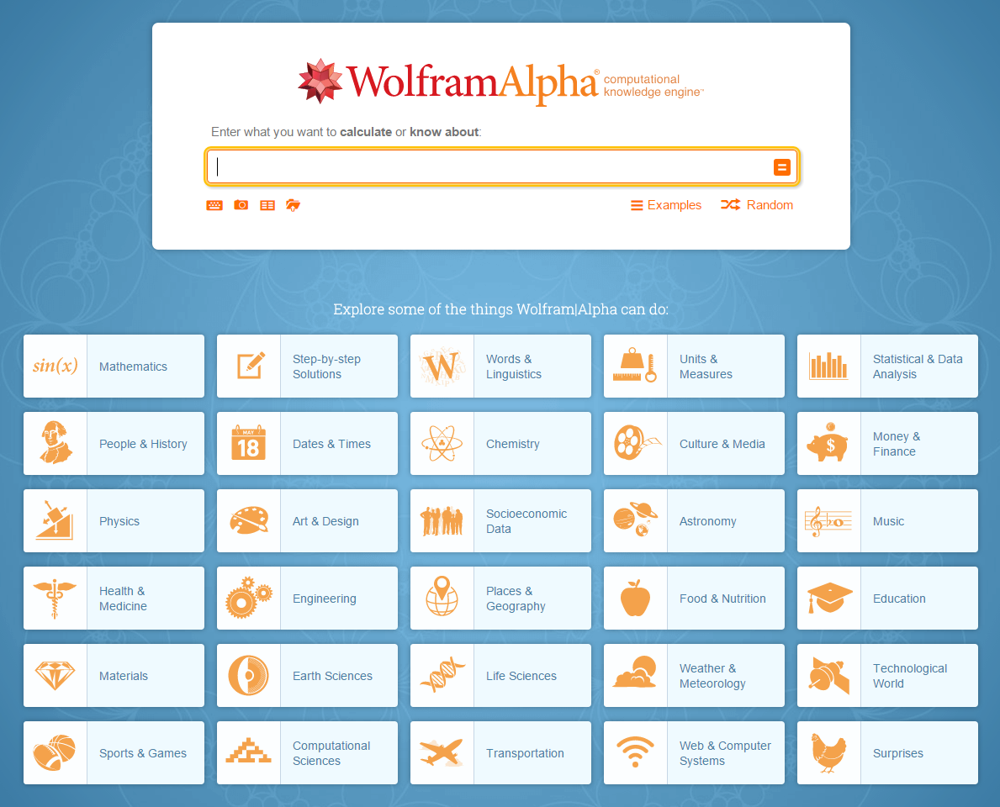 WolframAlpha® computational
knowledge engine™
Enter what you want to calculate or know about:
Examples
Random
Explore some of the things Wolfram|Alpha can do:
sin(x)
Mathematics
Step-by-step
Solutions
W
Words &
Linguistics
Units &
Measures
Statistical & Data
Analysis
People & History
MAY
18
Dates & Times
Chemistry
Culture & Media
$
Money &
Finance
Physics
Art & Design
Socioeconomic
Data
Astronomy
Music
Health &
Medicine
Engineering
Places &
Geography
Food & Nutrition
Education
Materials
Earth Sciences
Life Sciences
Weather &
Meteorology
Technological
World
Sports & Games
Computational
Sciences
Transportation
Web & Computer
Systems
Surprises